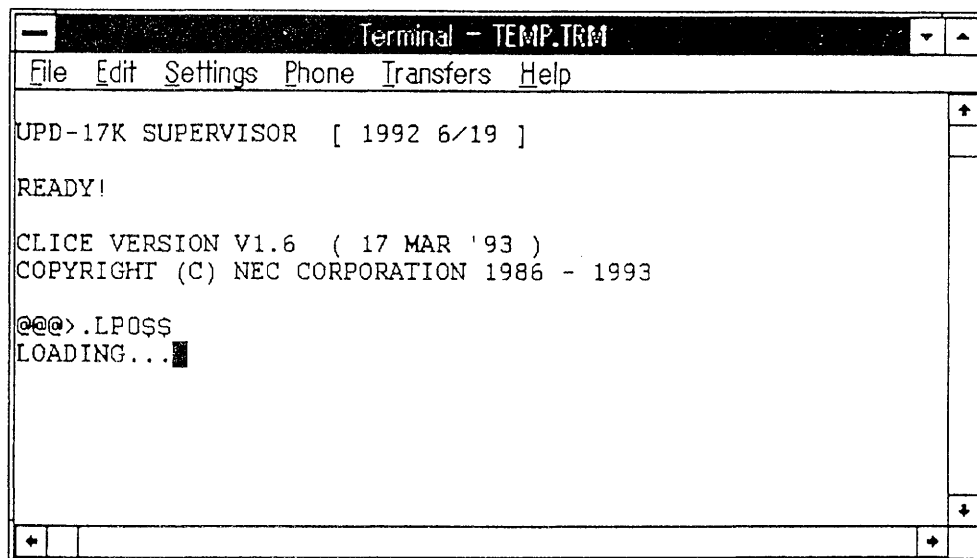 Terminal - TEMP.TRM
File Edit Settings Phone Transfers Help
UPD-17K SUPERVISOR [ 1992 6/19 ]
READY!
CLICE VERSION V1.6 ( 17 MAR '93 )
COPYRIGHT (C) NEC CORPORATION 1986 - 1993
@@@>.LP0$$
LOADING...